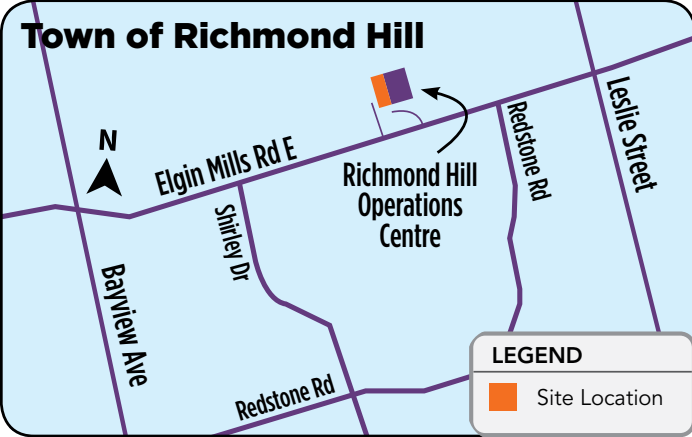 Town of Richmond Hill
N
Elgin Mills Rd E
Richmond Hill
Operations
Centre
Redstone Rd
Leslie Street
Shirley Dr
Bayview Ave
Redstone Rd
LEGEND
Site Location